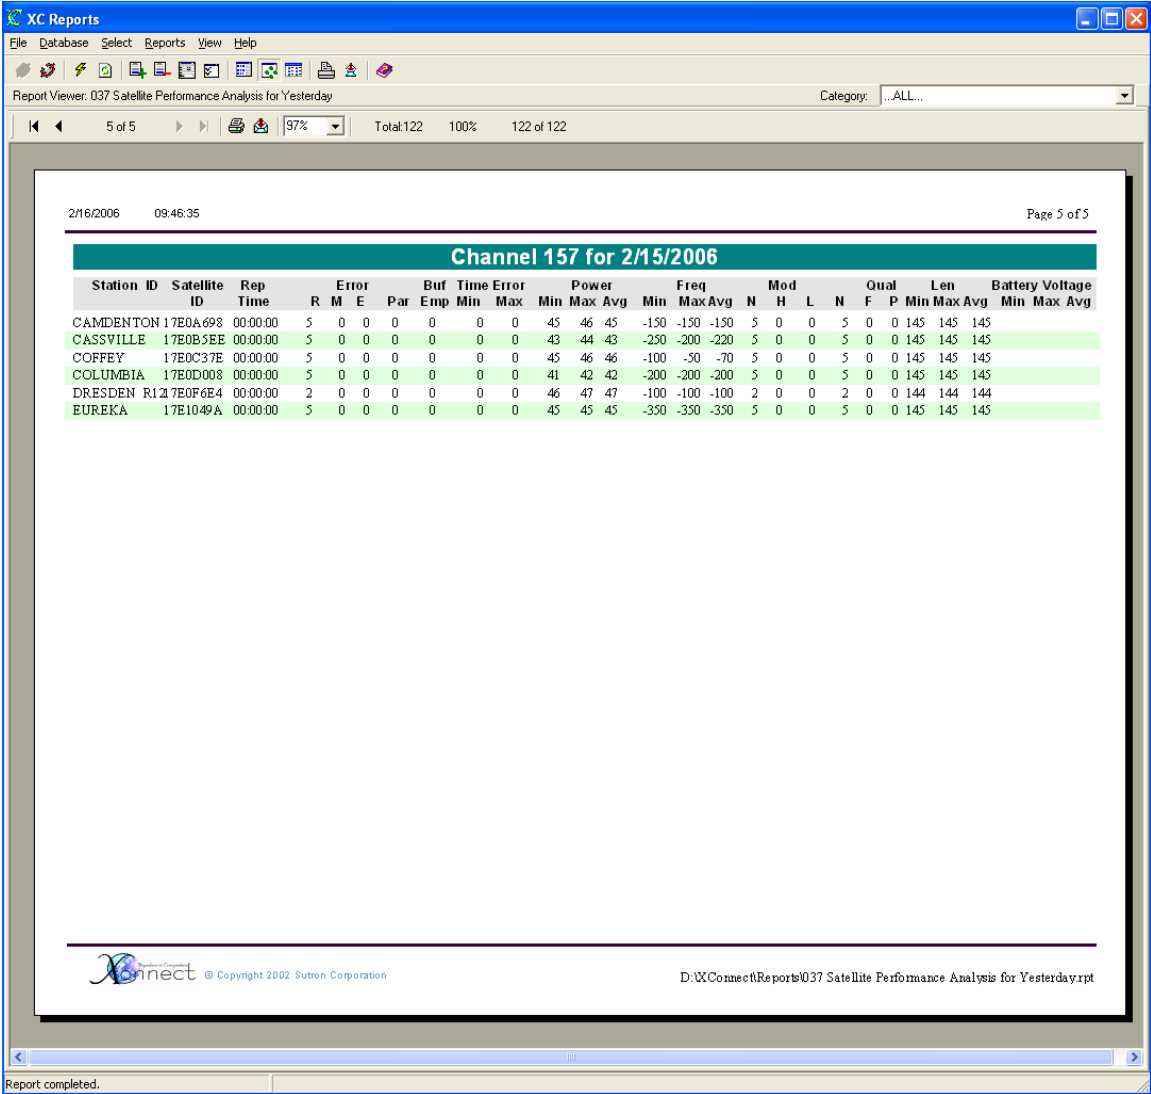 XC Reports
File Database Select Reports View Help
Report Viewer: 037 Satellite Performance Analysis for Yesterday Category: ...ALL...
5 of 5 97% Total:122 100% 122 of 122
2/16/2006 09:46:35 Page 5 of 5
Channel 157 for 2/15/2006
Station ID Satellite Rep Error Buf Time Error Power Freq Mod Qual Len Battery Voltage
ID Time R M E Par Emp Min Max Min Max Avg Min Max Avg N H L N F P Min Max Avg Min Max Avg
CAMDENTON 17E0A698 00:00:00 5 0 0 0 0 0 0 45 46 45 -150 -150 -150 5 0 0 5 0 0 145 145 145
CASSVILLE 17E0B5EE 00:00:00 5 0 0 0 0 0 0 43 44 43 -250 -200 -220 5 0 0 5 0 0 145 145 145
COFFEY 17E0C37E 00:00:00 5 0 0 0 0 0 0 45 46 46 -100 -50 -70 5 0 0 5 0 0 145 145 145
COLUMBIA 17E0D008 00:00:00 5 0 0 0 0 0 0 41 42 42 -200 -200 -200 5 0 0 5 0 0 145 145 145
DRESDEN R12 17E0F6E4 00:00:00 2 0 0 0 0 0 0 46 47 47 -100 -100 -100 2 0 0 2 0 0 144 144 144
EUREKA 17E1049A 00:00:00 5 0 0 0 0 0 0 45 45 45 -350 -350 -350 5 0 0 5 0 0 145 145 145
Xonnect © Copyright 2002 Sutron Corporation
D:\XConnect\Reports\037 Satellite Performance Analysis for Yesterday.rpt
Report completed.